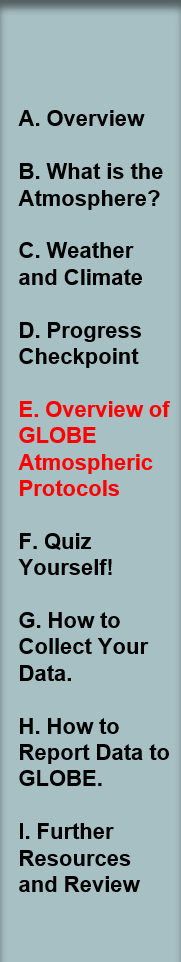 A. Overview
B. What is the
Atmosphere?
C. Weather
and Climate
D. Progress
Checkpoint
E. Overview of
GLOBE
Atmospheric
Protocols
F. Quiz
Yourself!
G. How to
Collect Your
Data.
H. How to
Report Data to
GLOBE.
I. Further
Resources
and Review